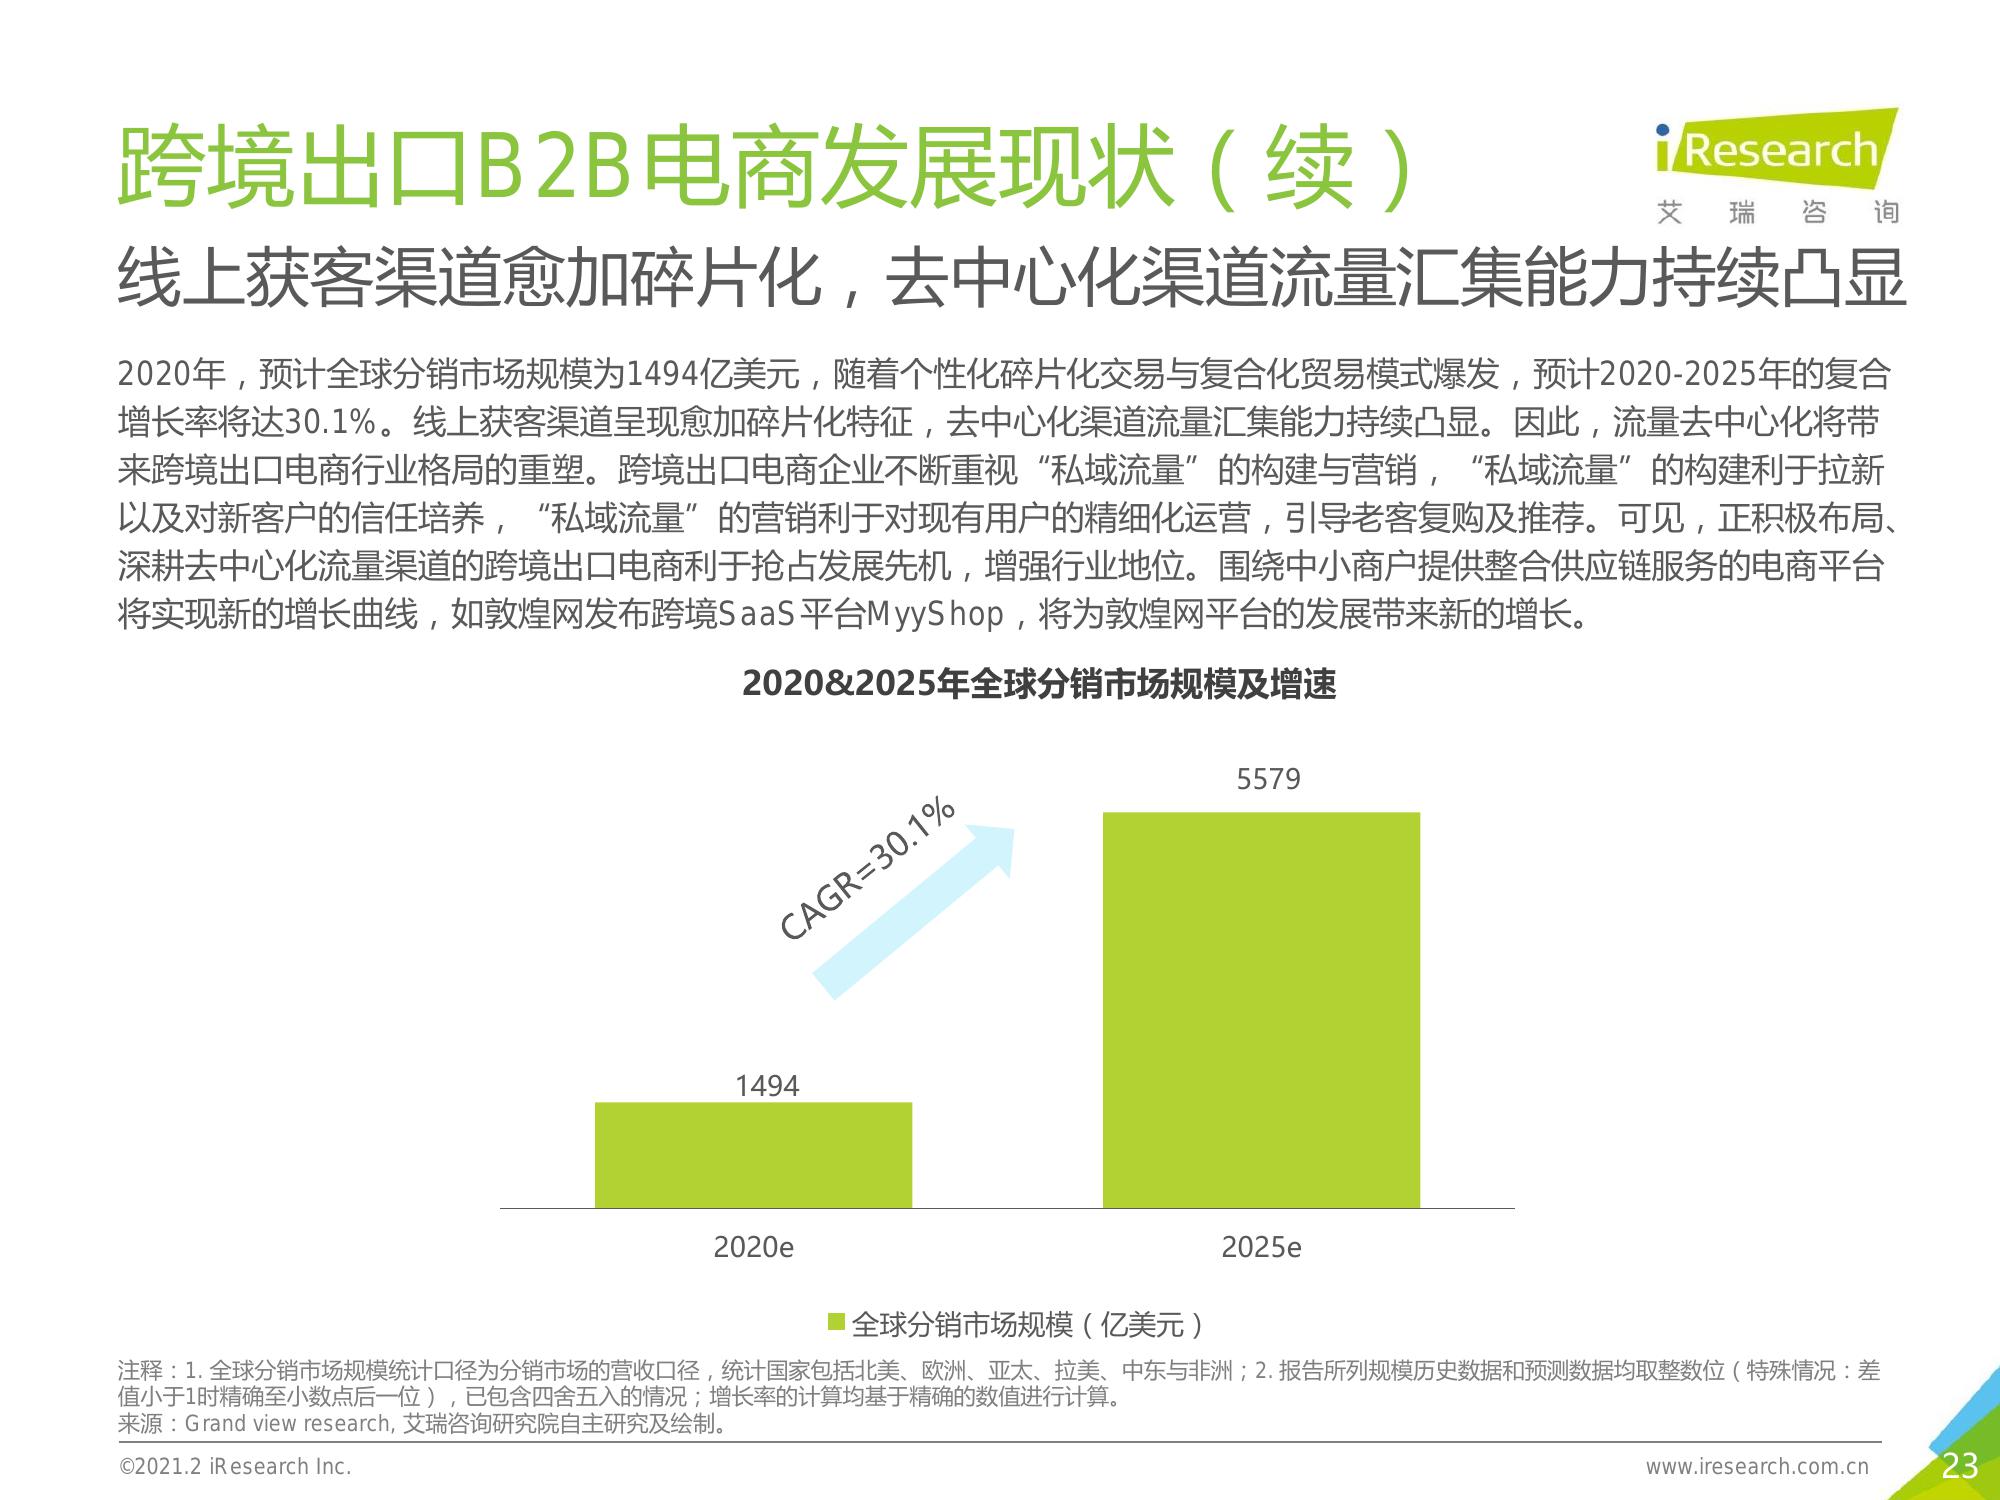 跨境出口B2B电商发展现状（续）
iResearch
艾瑞咨询
线上获客渠道愈加碎片化，去中心化渠道流量汇集能力持续凸显
2020年，预计全球分销市场规模为1494亿美元，随着个性化碎片化交易与复合化贸易模式爆发，预计2020-2025年的复合
增长率将达30.1%。线上获客渠道呈现愈加碎片化特征，去中心化渠道流量汇集能力持续凸显。因此，流量去中心化将带
来跨境出口电商行业格局的重塑。跨境出口电商企业不断重视“私域流量”的构建与营销，“私域流量”的构建利于拉新
以及对新客户的信任培养，“私域流量”的营销利于对现有用户的精细化运营，引导老客复购及推荐。可见，正积极布局、
深耕去中心化流量渠道的跨境出口电商利于抢占发展先机，增强行业地位。围绕中小商户提供整合供应链服务的电商平台
将实现新的增长曲线，如敦煌网发布跨境SaaS平台MyyShop，将为敦煌网平台的发展带来新的增长。
2020&2025年全球分销市场规模及增速
5579
CAGR=30.1%
1494
2020e
2025e
全球分销市场规模（亿美元）
注释：1. 全球分销市场规模统计口径为分销市场的营收口径，统计国家包括北美、欧洲、亚太、拉美、中东与非洲；2. 报告所列规模历史数据和预测数据均取整数位（特殊情况：差
值小于1时精确至小数点后一位），已包含四舍五入的情况；增长率的计算均基于精确的数值进行计算。
来源：Grand view research, 艾瑞咨询研究院自主研究及绘制。
©2021.2 iResearch Inc.
www.iresearch.com.cn
23